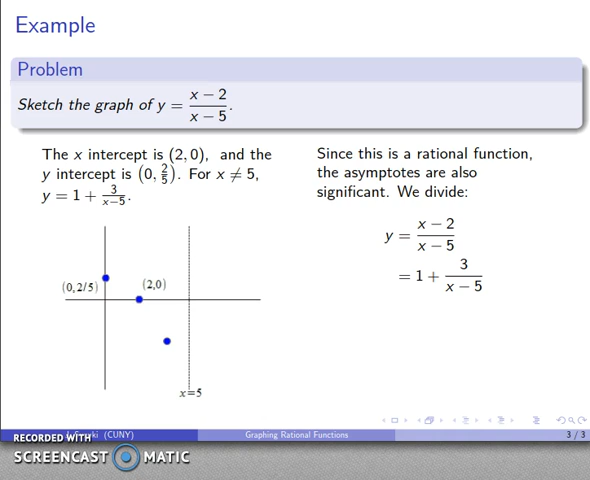 Example
Problem
Sketch the graph of y = (x − 2)/(x − 5).
The x intercept is (2, 0), and the
y intercept is (0, 2/5). For x ≠ 5,
y = 1 + 3/(x−5).
(0,2/5)
(2,0)
x=5
Since this is a rational function,
the asymptotes are also
significant. We divide:
y = (x − 2)/(x − 5)
= 1 + 3/(x − 5)
(CUNY)
Graphing Rational Functions
3 / 3
RECORDED WITH
SCREENCAST MATIC